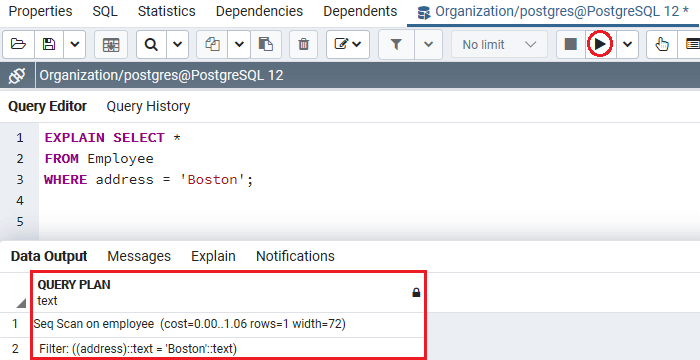 Properties SQL Statistics Dependencies Dependents Organization/postgres@PostgreSQL 12 *
No limit
Organization/postgres@PostgreSQL 12
Query Editor Query History
1 EXPLAIN SELECT *
2 FROM Employee
3 WHERE address = 'Boston';
4
5
Data Output Messages Explain Notifications
QUERY PLAN
text
1 Seq Scan on employee (cost=0.00..1.06 rows=1 width=72)
2 Filter: ((address)::text = 'Boston'::text)